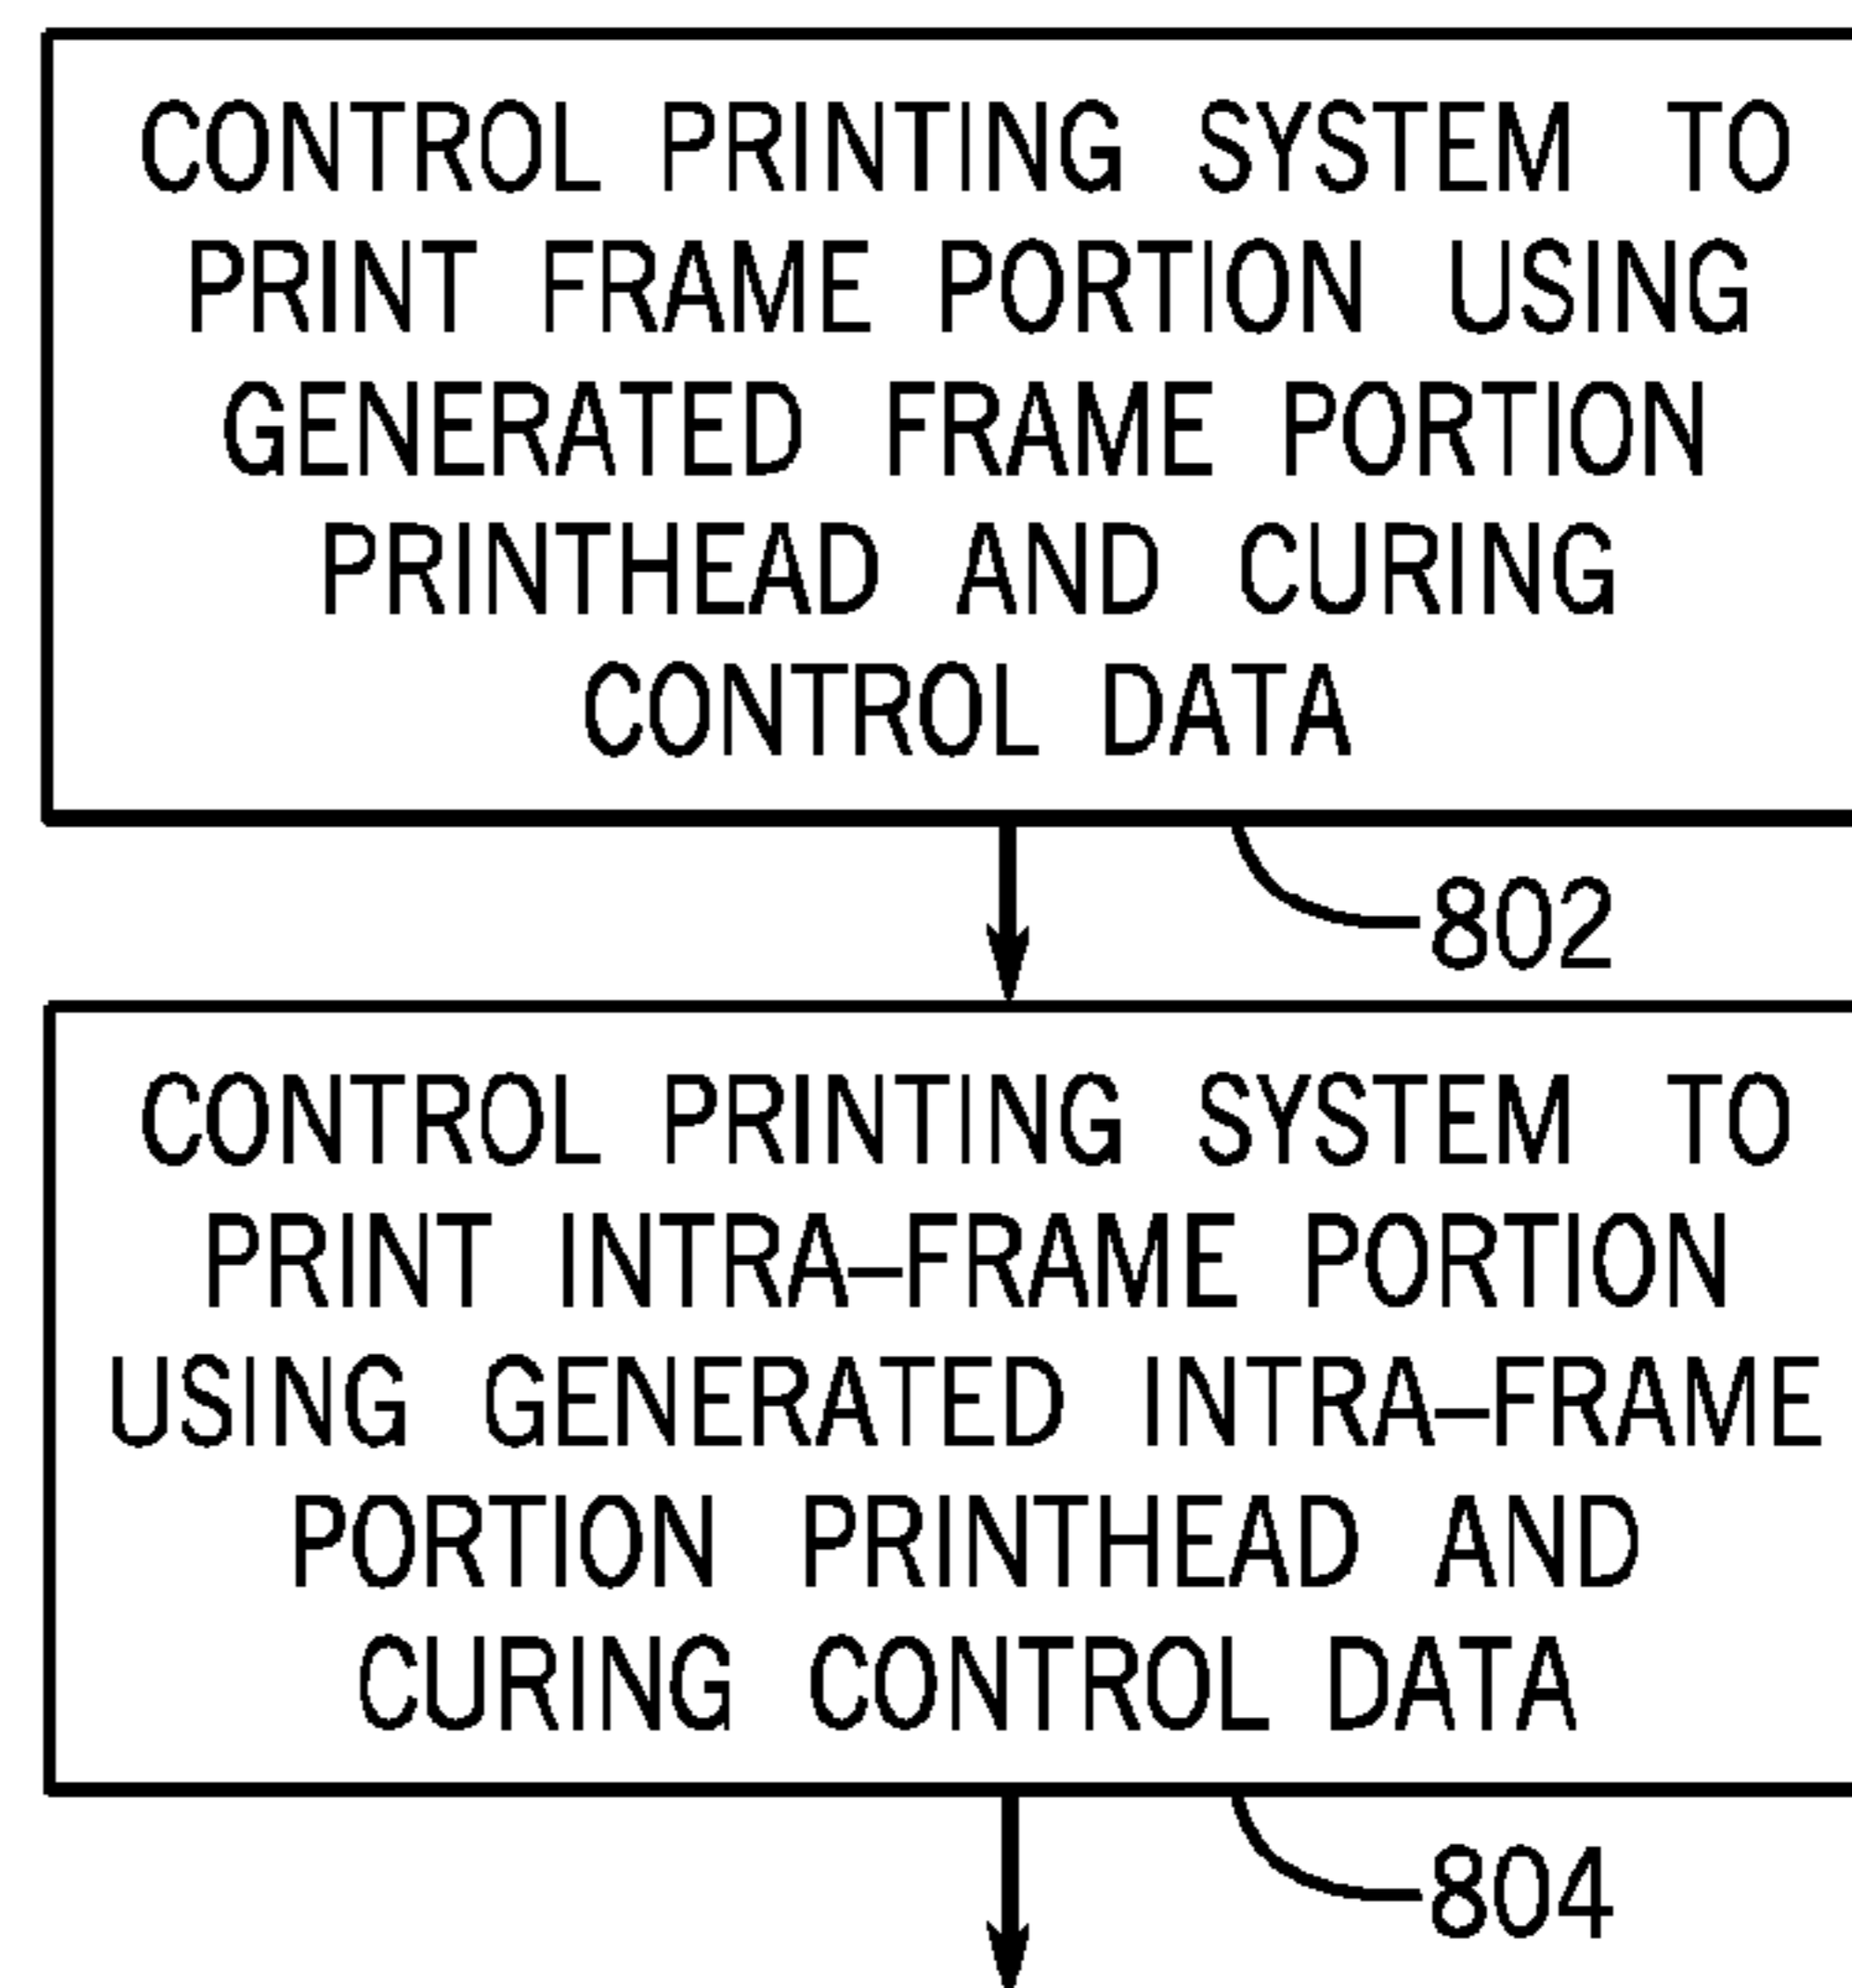 CONTROL PRINTING SYSTEM TO
PRINT FRAME PORTION USING
GENERATED FRAME PORTION
PRINTHEAD AND CURING
CONTROL DATA
802
CONTROL PRINTING SYSTEM TO
PRINT INTRA–FRAME PORTION
USING GENERATED INTRA–FRAME
PORTION PRINTHEAD AND
CURING CONTROL DATA
804